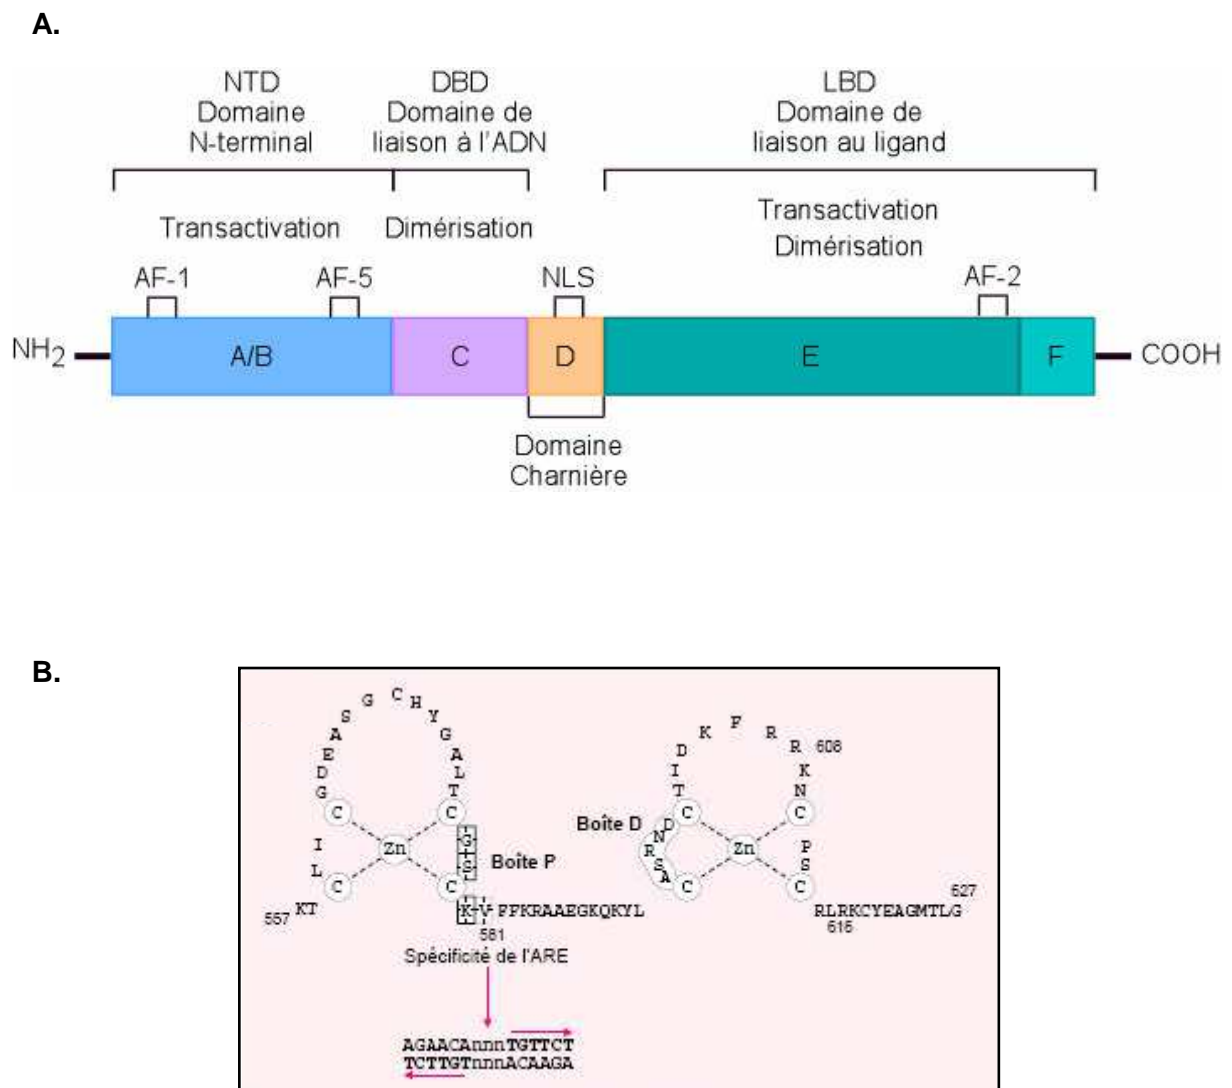 A.
NTD
Domaine
N-terminal
DBD
Domaine de
liaison à l'ADN
LBD
Domaine de
liaison au ligand
Transactivation
Dimérisation
Transactivation
Dimérisation
AF-1
AF-5
NLS
AF-2
NH2
A/B
C
D
E
F
COOH
Domaine
Charnière
B.
C I L C
G D E A S G C H Y G A L T
C G S C
Zn
Boîte P
557 KT
K V FFKRAAEGKQKYL
581
Boîte D
C A S R N D C
T I D K F R R K N
608
C P S C
Zn
RLRKCYEAGMTLG
616
627
Spécificité de l'ARE
AGAACAnnnTGTTCT
TCTTGTnnnACAAGA